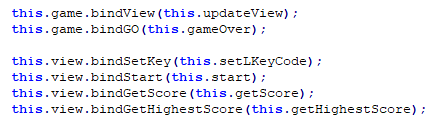 this.game.bindView(this.updateView);
this.game.bindGO(this.gameOver);
this.view.bindSetKey(this.setLKeyCode);
this.view.bindStart(this.start);
this.view.bindGetScore(this.getScore);
this.view.bindGetHighestScore(this.getHighestScore);